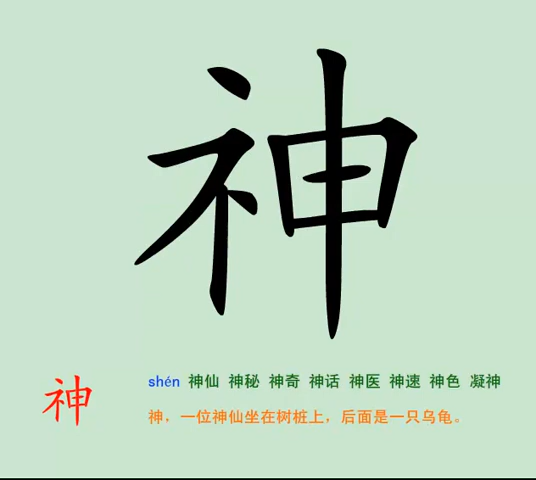 神
神
shén 神仙 神秘 神奇 神话 神医 神速 神色 凝神
神，一位神仙坐在树桩上，后面是一只乌龟。